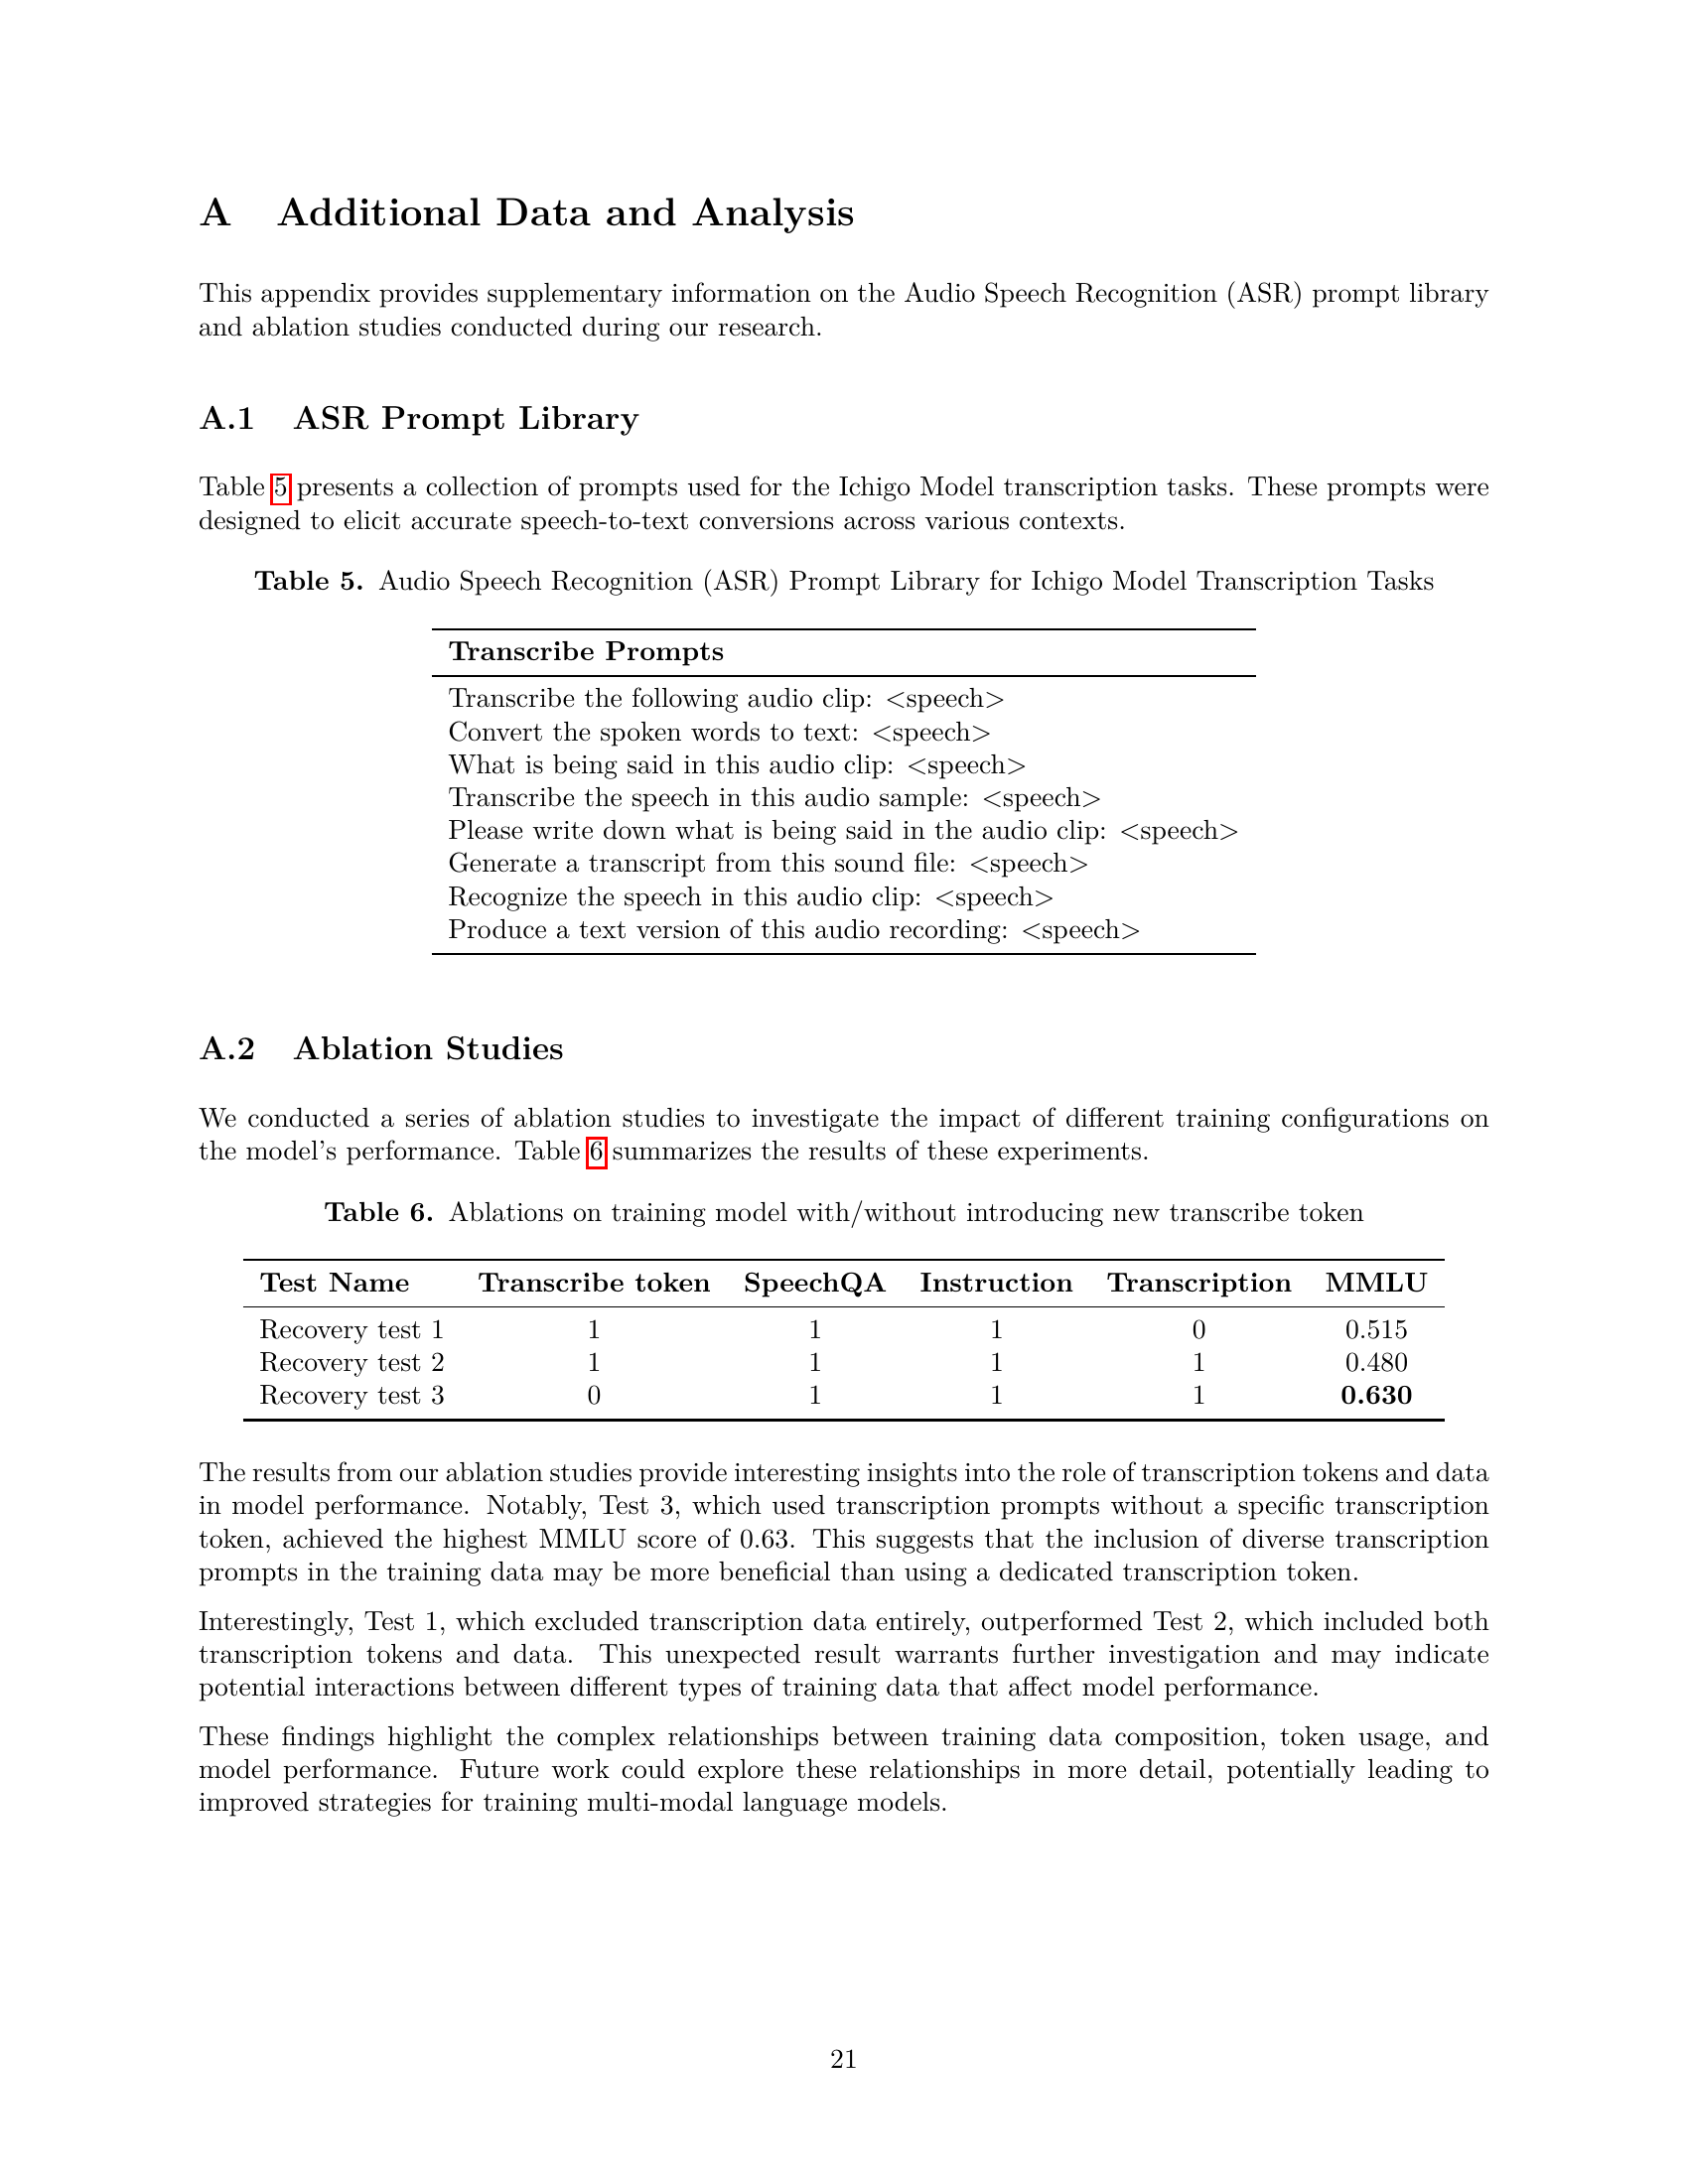 A Additional Data and Analysis
This appendix provides supplementary information on the Audio Speech Recognition (ASR) prompt library
and ablation studies conducted during our research.
A.1 ASR Prompt Library
Table 5 presents a collection of prompts used for the Ichigo Model transcription tasks. These prompts were
designed to elicit accurate speech-to-text conversions across various contexts.
Table 5. Audio Speech Recognition (ASR) Prompt Library for Ichigo Model Transcription Tasks
Transcribe Prompts
Transcribe the following audio clip: <speech>
Convert the spoken words to text: <speech>
What is being said in this audio clip: <speech>
Transcribe the speech in this audio sample: <speech>
Please write down what is being said in the audio clip: <speech>
Generate a transcript from this sound file: <speech>
Recognize the speech in this audio clip: <speech>
Produce a text version of this audio recording: <speech>
A.2 Ablation Studies
We conducted a series of ablation studies to investigate the impact of different training configurations on
the model's performance. Table 6 summarizes the results of these experiments.
Table 6. Ablations on training model with/without introducing new transcribe token
Test Name Transcribe token SpeechQA Instruction Transcription MMLU
Recovery test 1 1 1 1 0 0.515
Recovery test 2 1 1 1 1 0.480
Recovery test 3 0 1 1 1 0.630
The results from our ablation studies provide interesting insights into the role of transcription tokens and data
in model performance. Notably, Test 3, which used transcription prompts without a specific transcription
token, achieved the highest MMLU score of 0.63. This suggests that the inclusion of diverse transcription
prompts in the training data may be more beneficial than using a dedicated transcription token.
Interestingly, Test 1, which excluded transcription data entirely, outperformed Test 2, which included both
transcription tokens and data. This unexpected result warrants further investigation and may indicate
potential interactions between different types of training data that affect model performance.
These findings highlight the complex relationships between training data composition, token usage, and
model performance. Future work could explore these relationships in more detail, potentially leading to
improved strategies for training multi-modal language models.
21